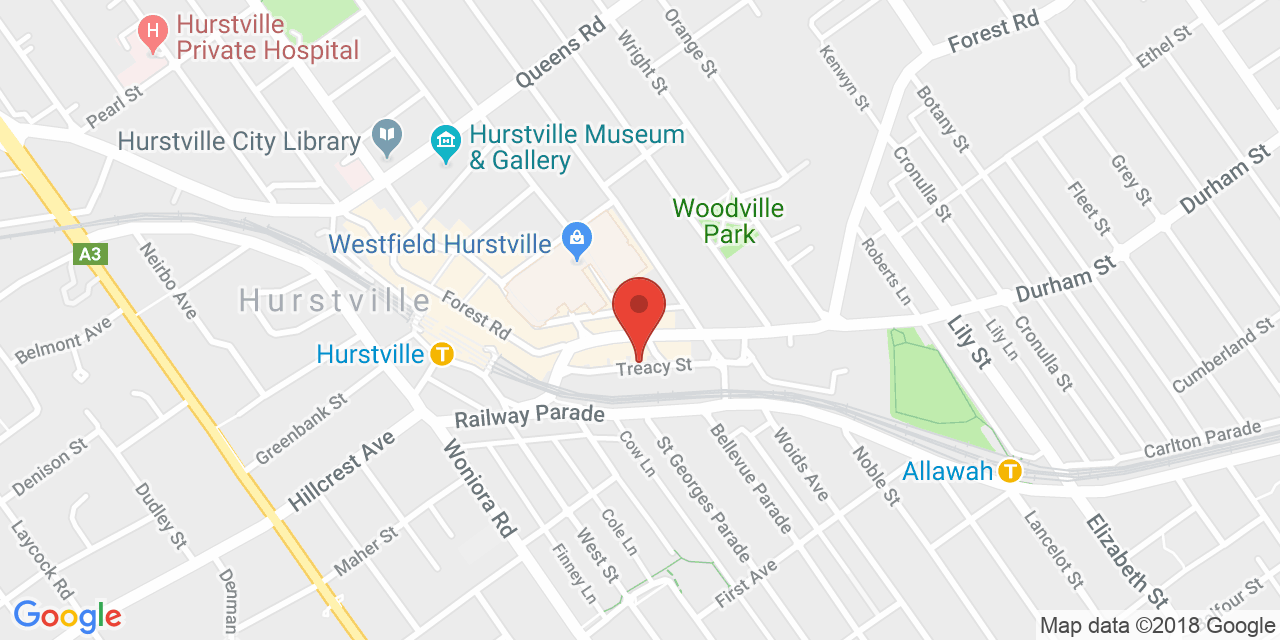 Hurstville
Private Hospital
H
Pearl St
Queens Rd
Wright St
Orange St
Kenwyn St
Forest Rd
Ethel St
Botany St
Cronulla St
Grey St
Fleet St
Durham St
Hurstville City Library
Hurstville Museum
& Gallery
Woodville
Park
Westfield Hurstville
A3
Neirbo Ave
Hurstville
Forest Rd
Roberts Ln
Durham St
Lily St
Lily Ln
Cronulla St
Cumberland St
Belmont Ave
Hurstville
T
Treacy St
Railway Parade
Greenbank St
Hillcrest Ave
Woniora Rd
Cow Ln
St Georges Parade
Bellevue Parade
Woids Ave
Noble St
Allawah
T
Carlton Parade
Denison St
Dudley St
Laycock Rd
Maher St
Denman
Cole Ln
West St
Finney Ln
First Ave
Lancelot St
Elizabeth St
Balfour St
Google
Map data ©2018 Google